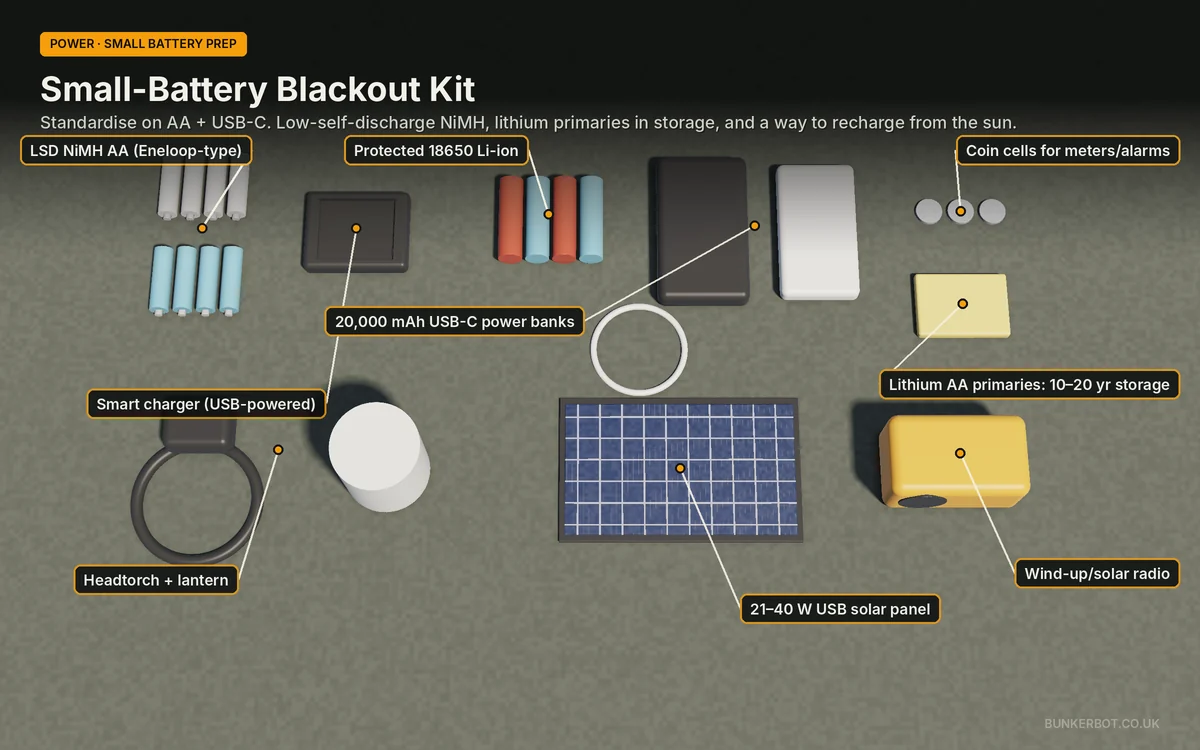 POWER · SMALL BATTERY PREP
Small-Battery Blackout Kit
Standardise on AA + USB-C. Low-self-discharge NiMH, lithium primaries in storage, and a way to recharge from the sun.
LSD NiMH AA (Eneloop-type)
Protected 18650 Li-ion
Coin cells for meters/alarms
20,000 mAh USB-C power banks
Lithium AA primaries: 10–20 yr storage
Smart charger (USB-powered)
Headtorch + lantern
Wind-up/solar radio
21–40 W USB solar panel
BUNKERBOT.CO.UK